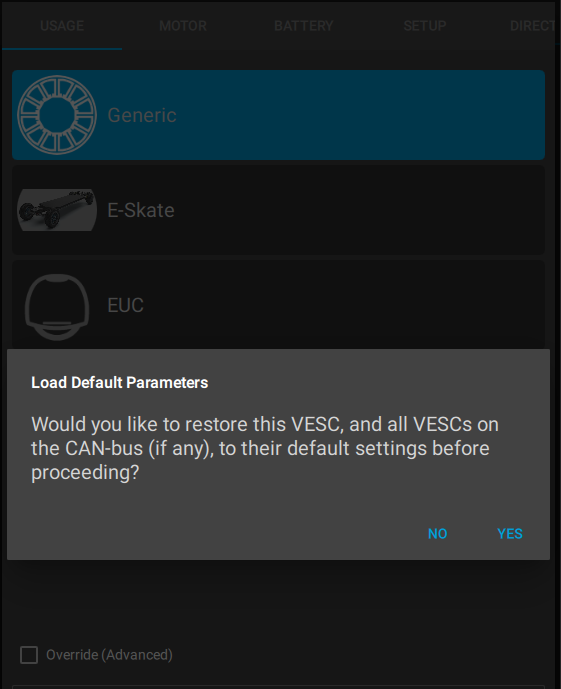 USAGE MOTOR BATTERY SETUP DIRECT
Generic
E-Skate
EUC
Load Default Parameters
Would you like to restore this VESC, and all VESCs on
the CAN-bus (if any), to their default settings before
proceeding?
NO YES
Override (Advanced)